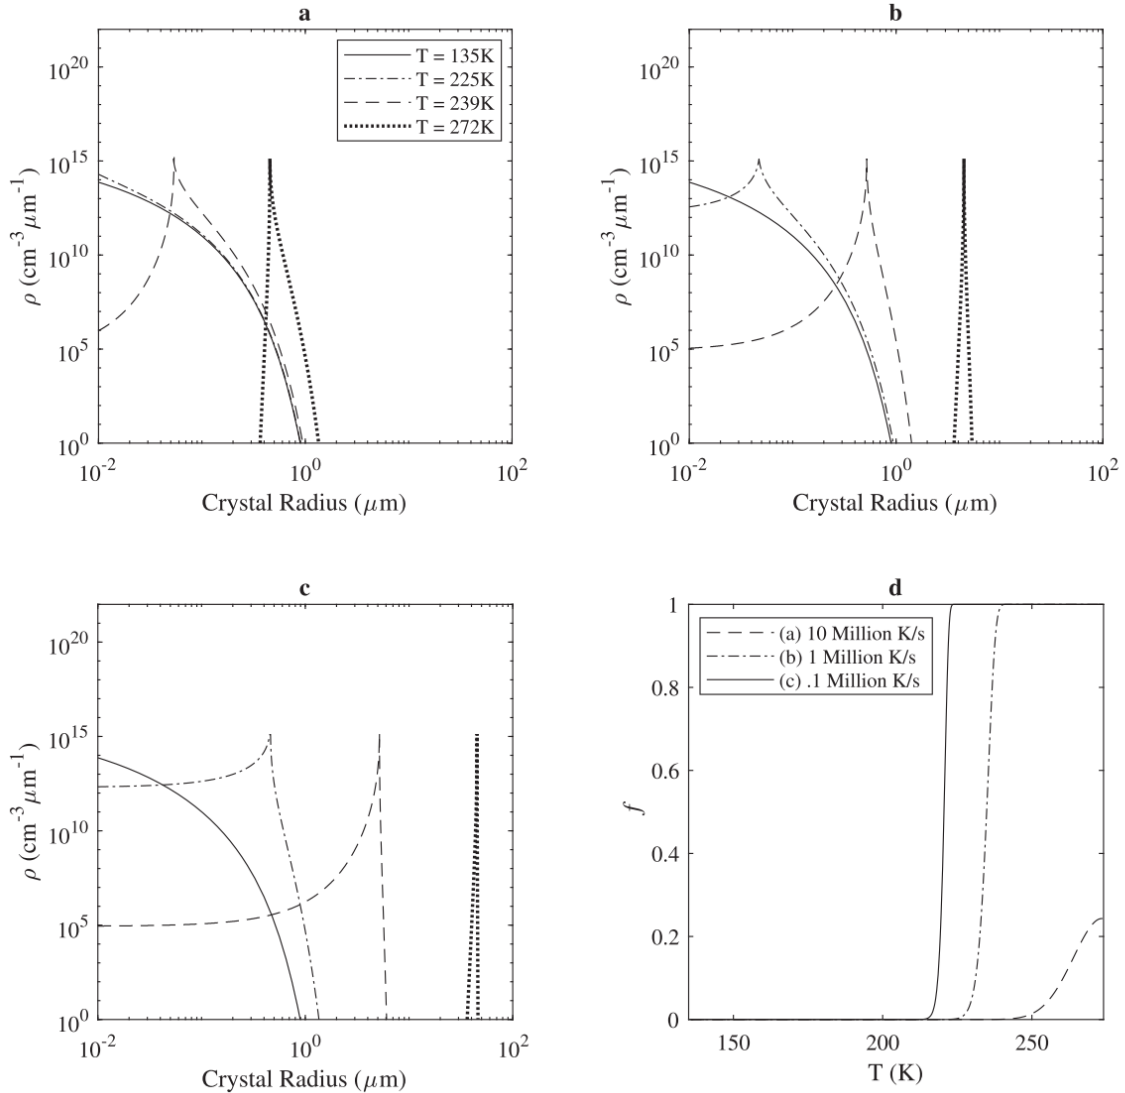 a
10^20
10^15
10^10
10^5
10^0
ρ (cm^-3 μm^-1)
T = 135K
T = 225K
T = 239K
T = 272K
10^-2
10^0
10^2
Crystal Radius (μm)
b
10^20
10^15
10^10
10^5
10^0
ρ (cm^-3 μm^-1)
10^-2
10^0
10^2
Crystal Radius (μm)
c
10^20
10^15
10^10
10^5
10^0
ρ (cm^-3 μm^-1)
10^-2
10^0
10^2
Crystal Radius (μm)
d
1
0.8
0.6
0.4
0.2
0
f
(a) 10 Million K/s
(b) 1 Million K/s
(c) .1 Million K/s
150
200
250
T (K)